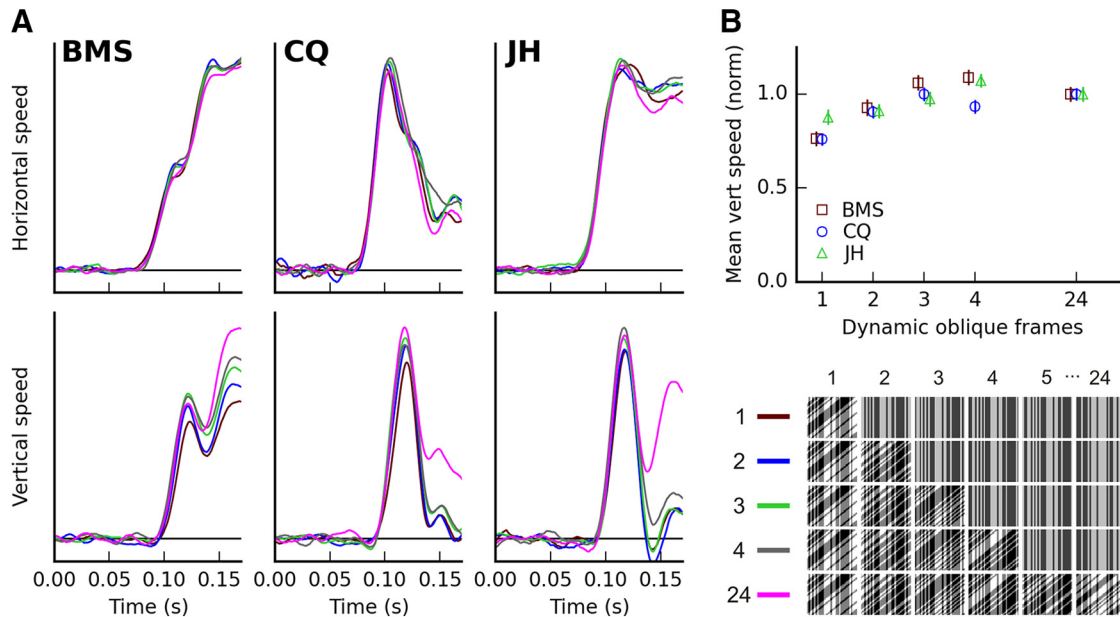 A
B
BMS
CQ
JH
Horizontal speed
Vertical speed
0.00 0.05 0.10 0.15
0.00 0.05 0.10 0.15
0.00 0.05 0.10 0.15
Time (s)
Time (s)
Time (s)
Mean vert speed (norm)
1.0
0.5
0.0
BMS
CQ
JH
1 2 3 4 24
Dynamic oblique frames
1 2 3 4 5 ··· 24
1
2
3
4
24